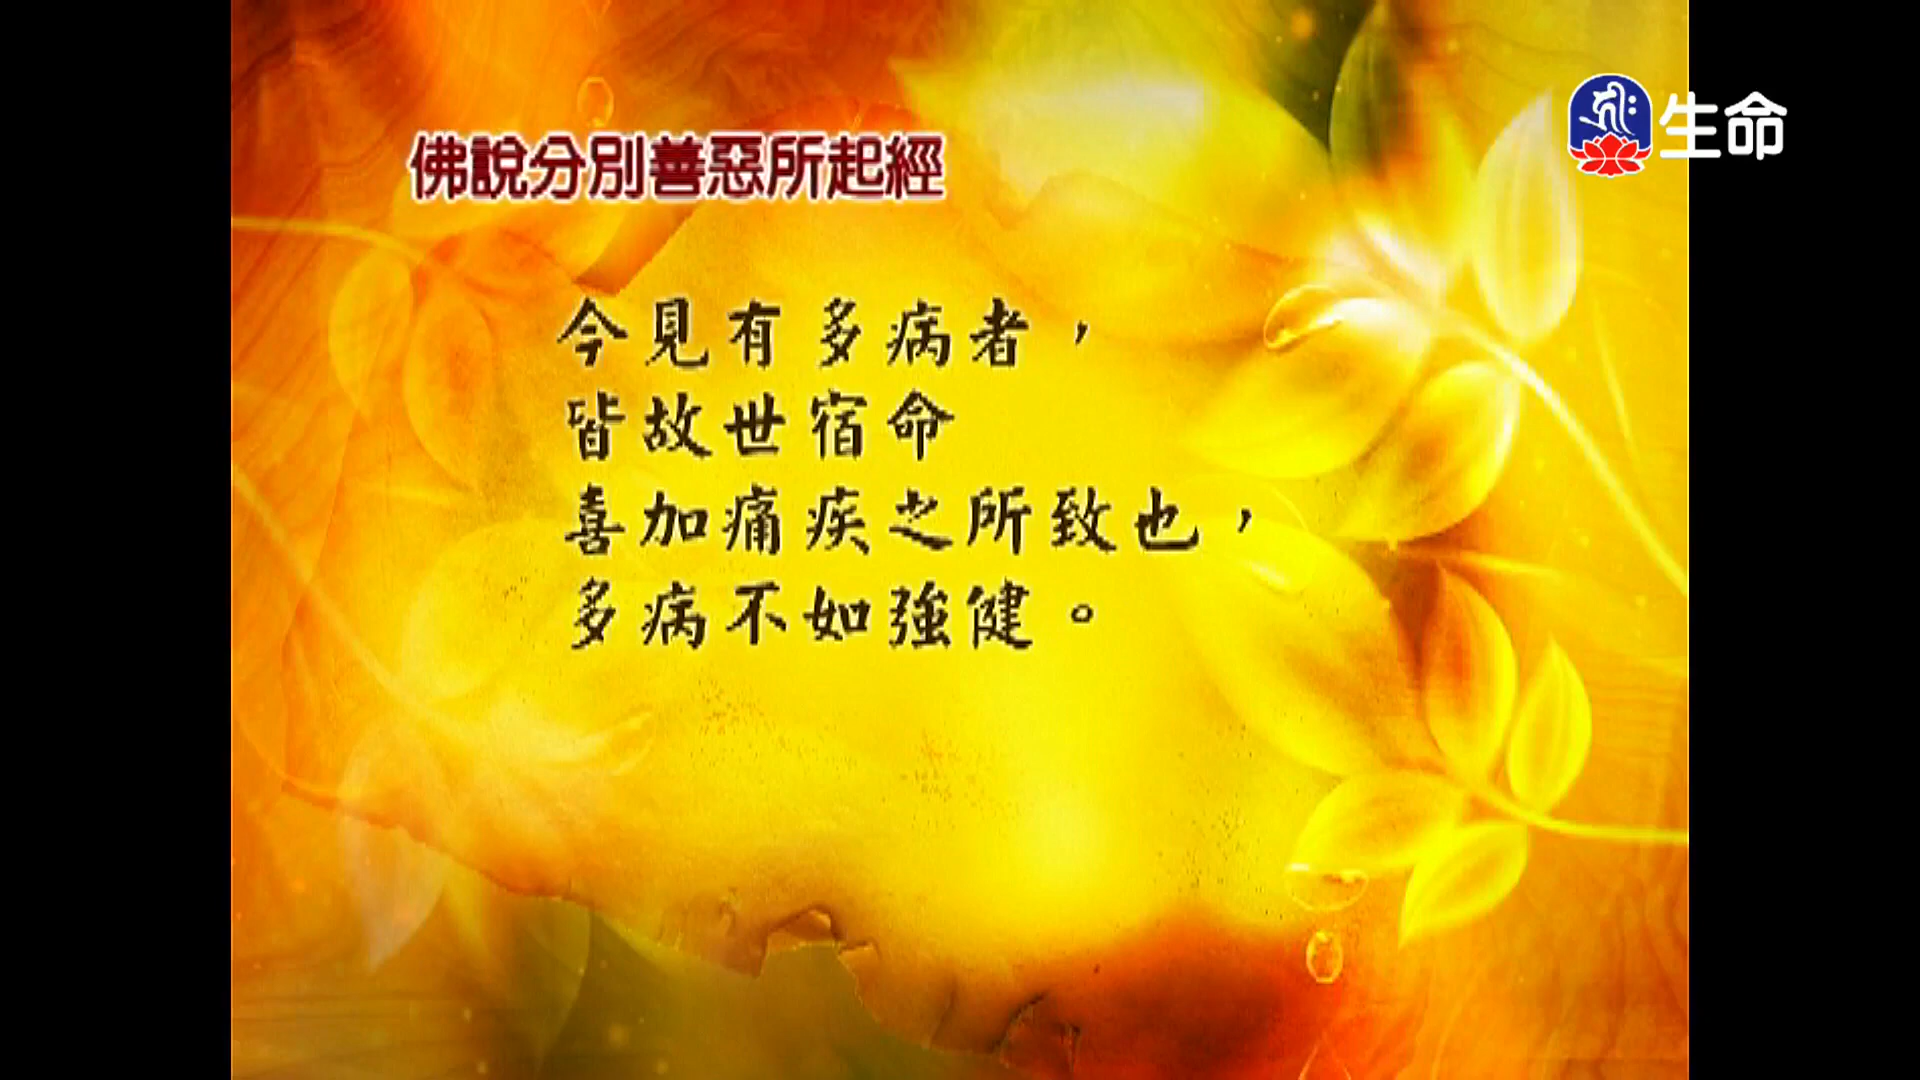 佛說分別善惡所起經
生命
今見有多病者，
皆故世宿命
喜加痛疾之所致也，
多病不如強健。